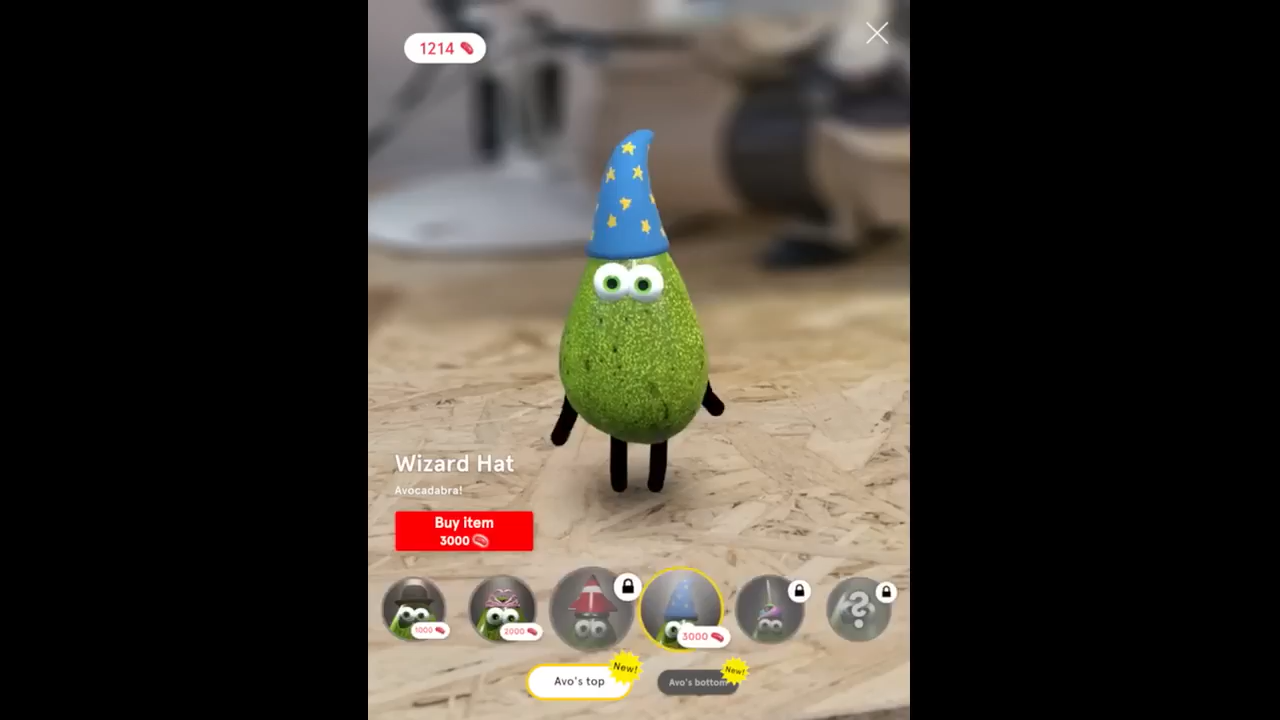 1214
Wizard Hat
Avocadabra!
Buy item
3000
1000
2000
3000
?
New!
New!
Avo's top
Avo's bottom